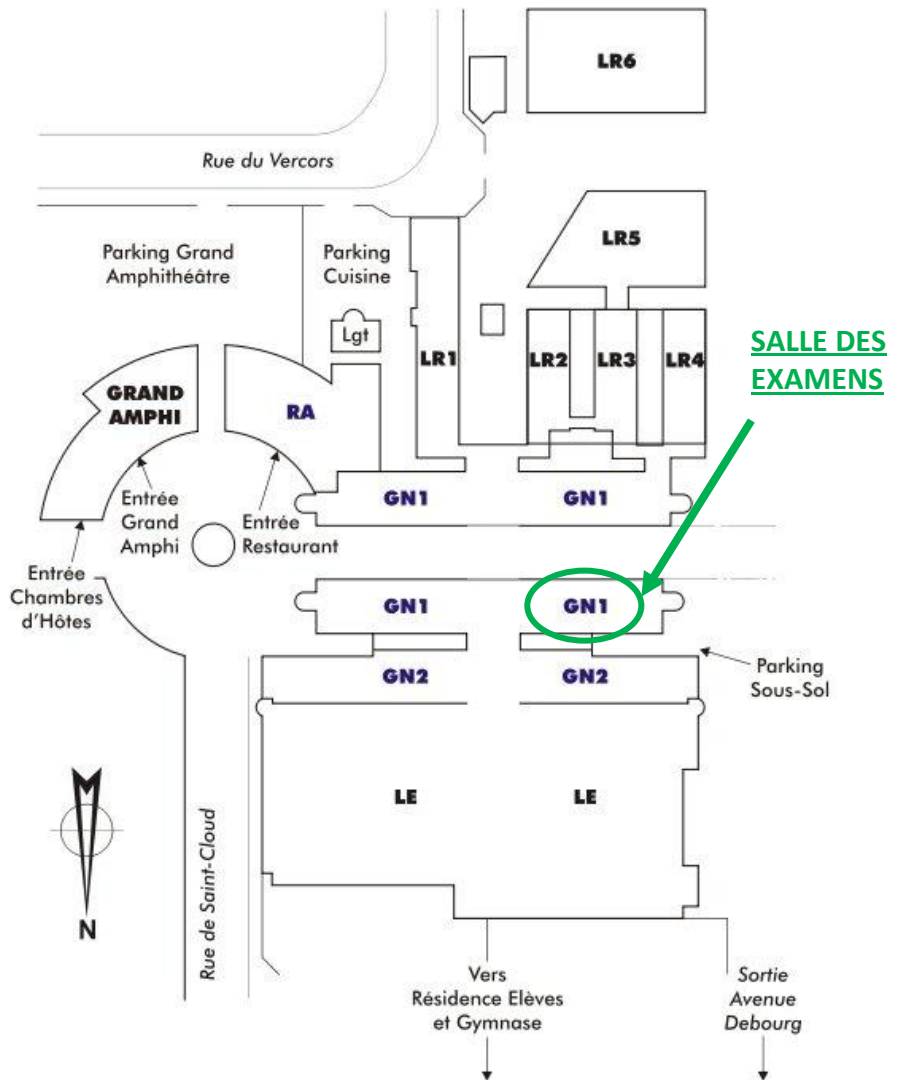 LR6
Rue du Vercors
Parking Grand
Amphithéâtre
Parking
Cuisine
LR5
Lgt
LR1
LR2
LR3
LR4
SALLE DES
EXAMENS
GRAND
AMPHI
RA
Entrée
Grand
Amphi
Entrée
Restaurant
GN1
GN1
Entrée
Chambres
d'Hôtes
GN1
GN1
GN2
GN2
Parking
Sous-Sol
LE
LE
N
Rue de Saint-Cloud
Vers
Résidence Elèves
et Gymnase
Sortie
Avenue
Debourg